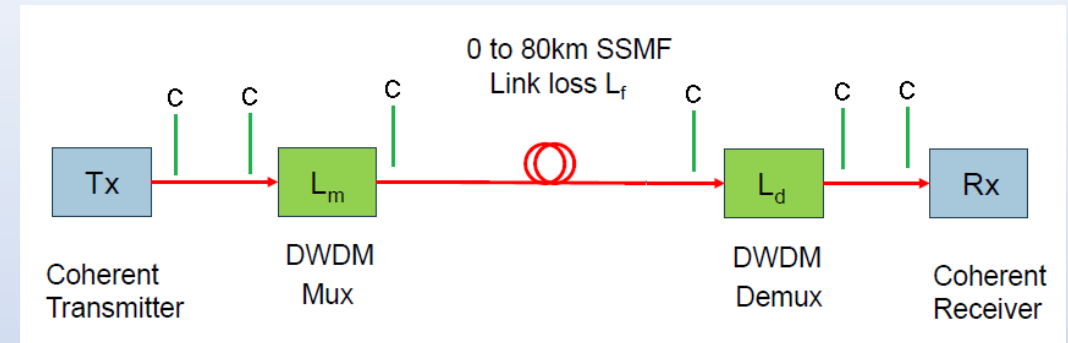 0 to 80km SSMF
Link loss Lf
C
C
C
C
C
C
Tx
Lm
Ld
Rx
Coherent
Transmitter
DWDM
Mux
DWDM
Demux
Coherent
Receiver